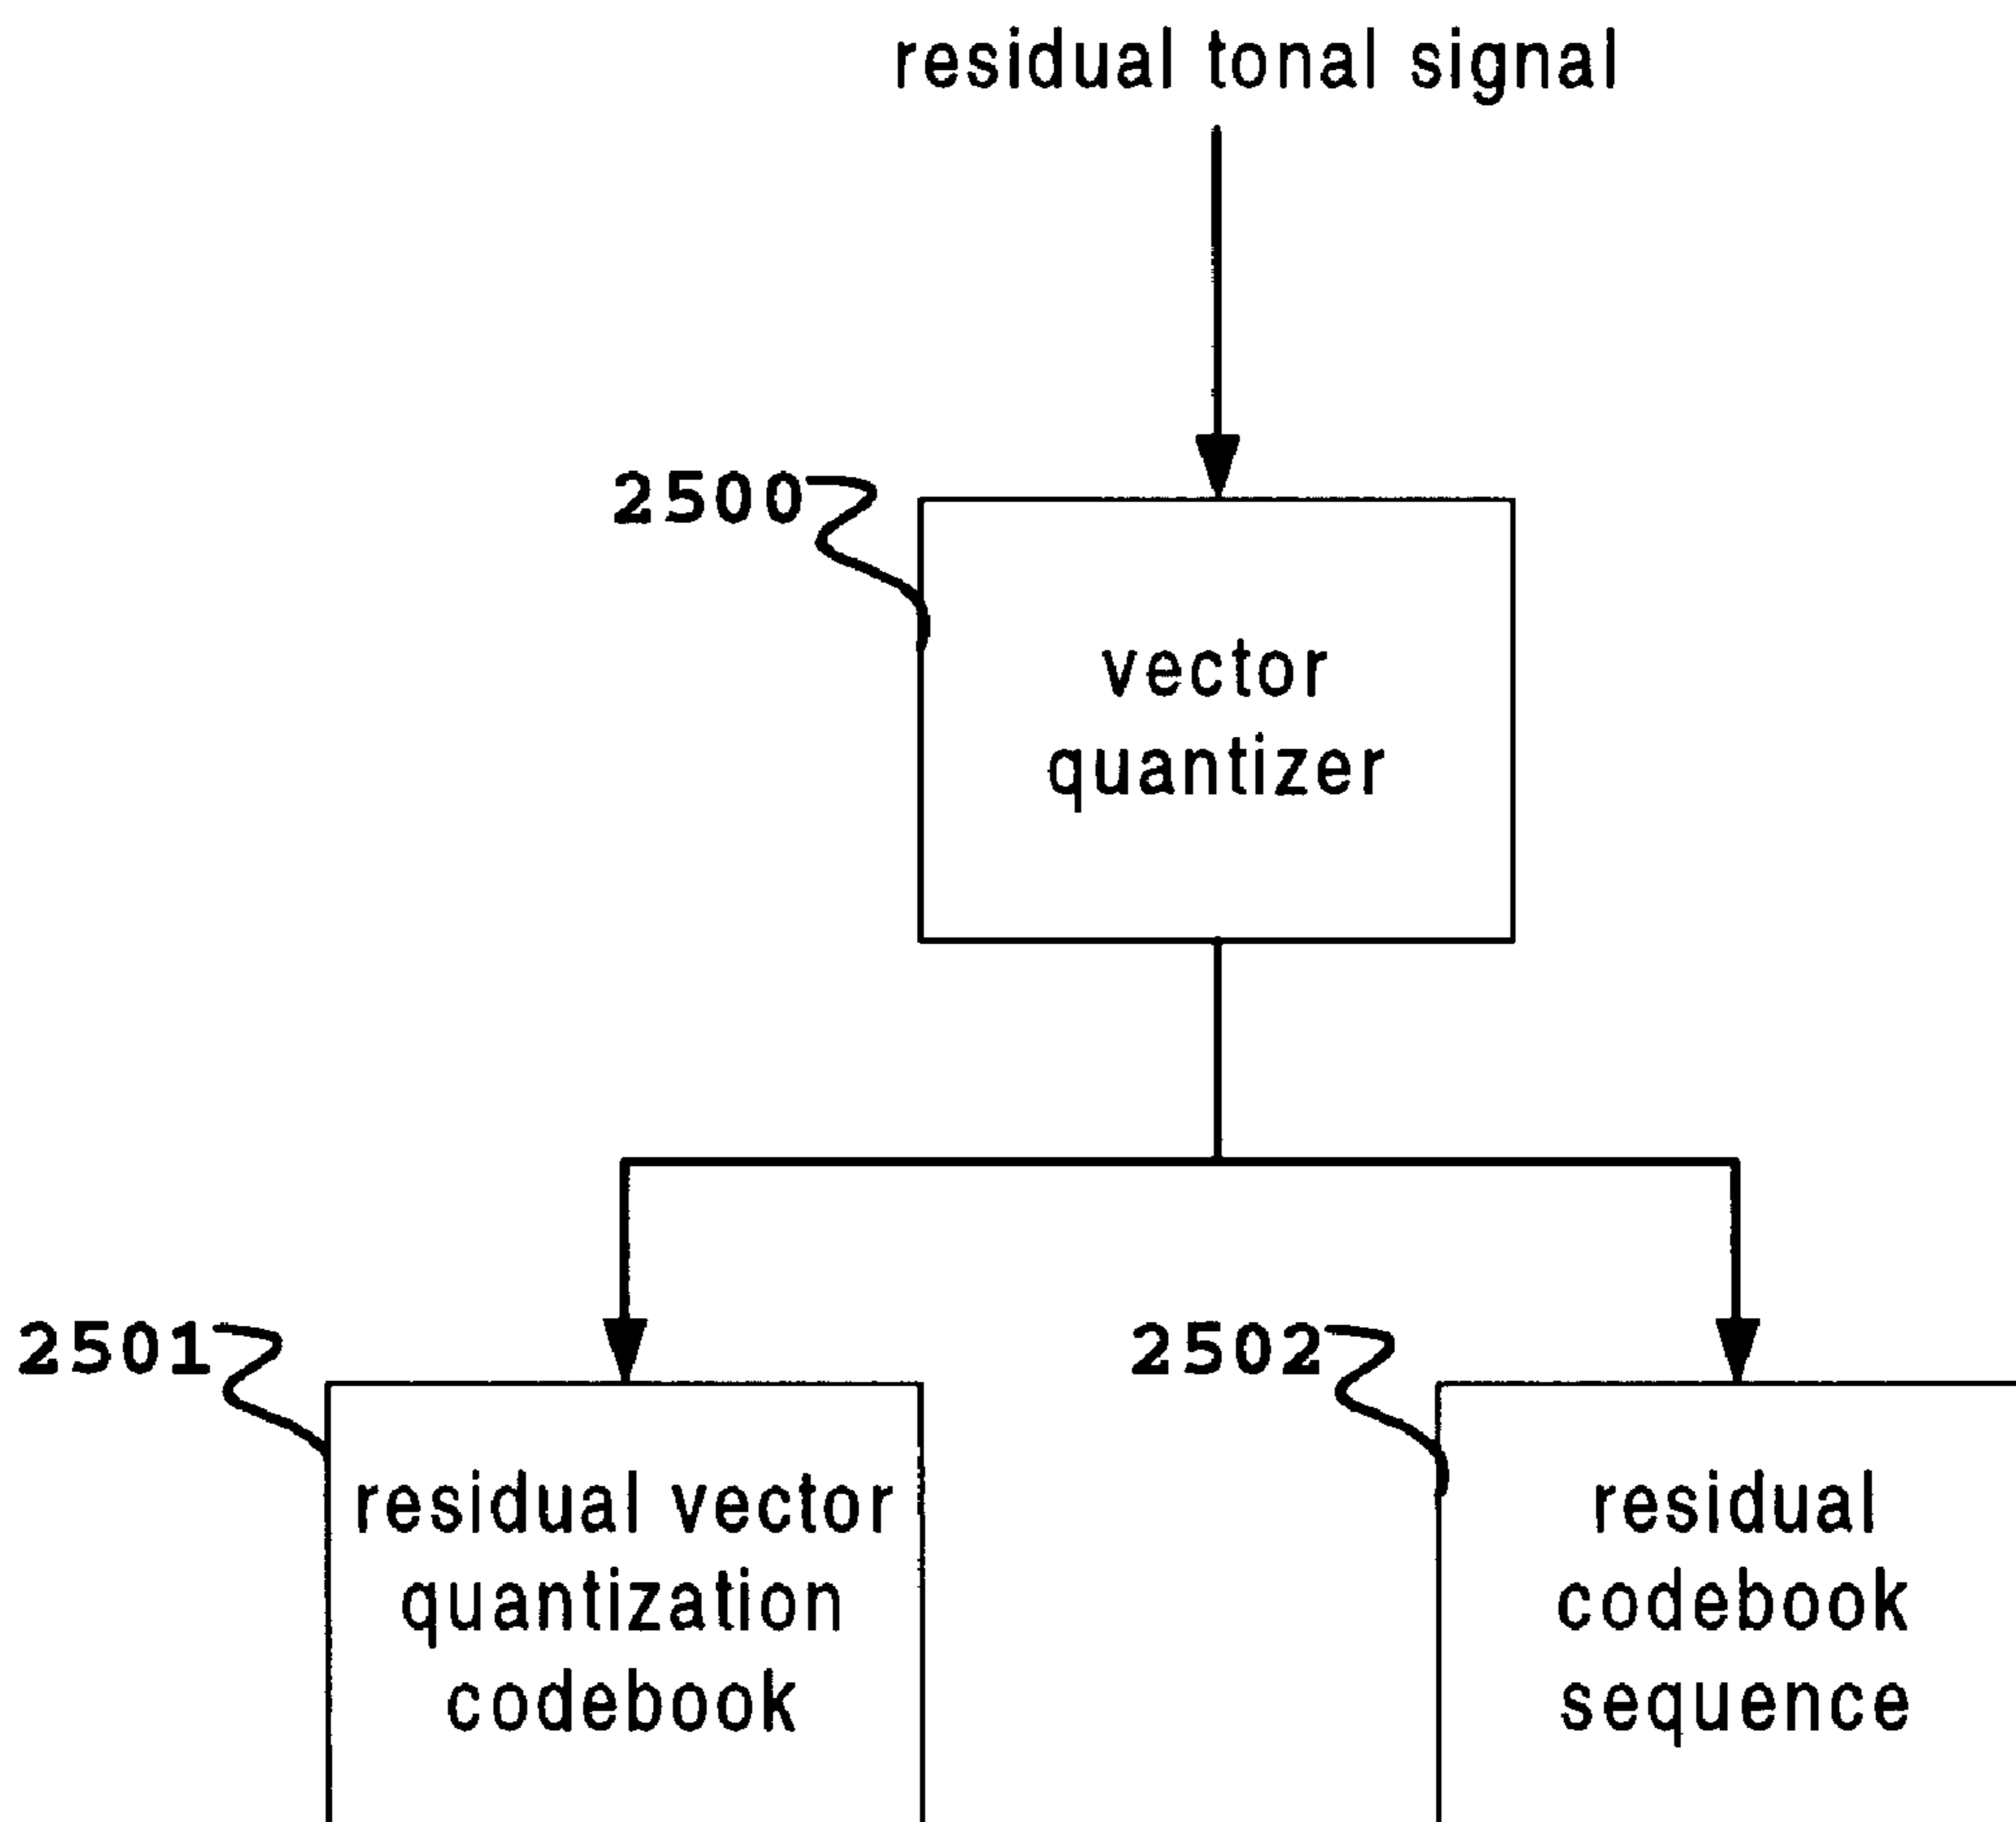 residual tonal signal
2500
vector
quantizer
2501
residual vector
quantization
codebook
2502
residual
codebook
sequence